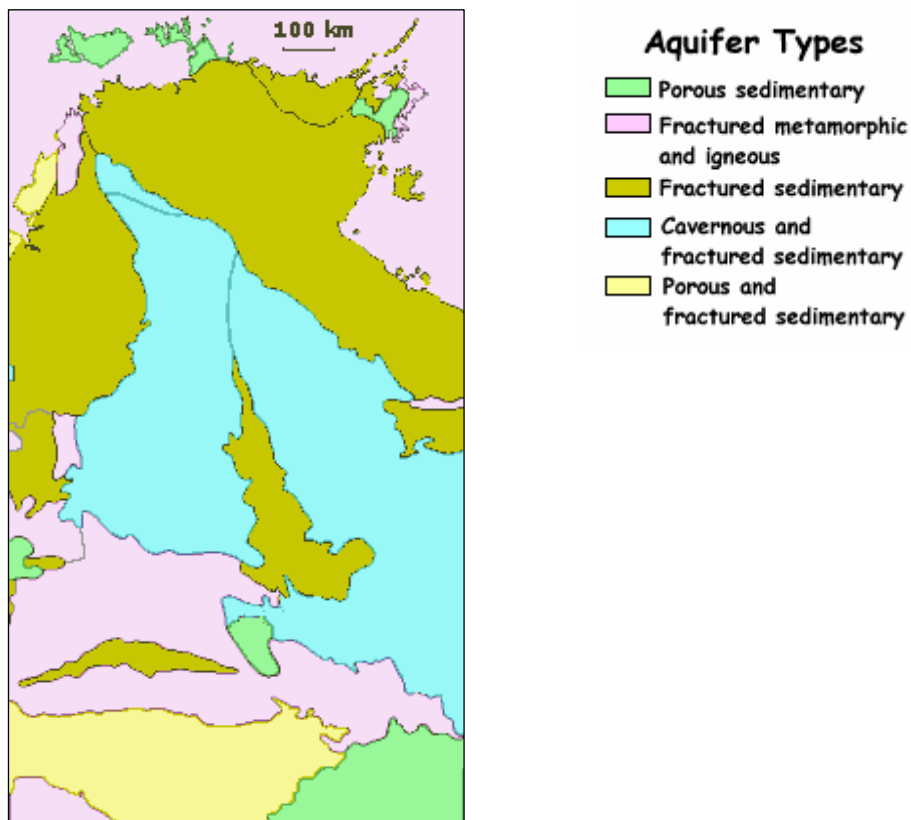 100 km
Aquifer Types
Porous sedimentary
Fractured metamorphic
and igneous
Fractured sedimentary
Cavernous and
fractured sedimentary
Porous and
fractured sedimentary